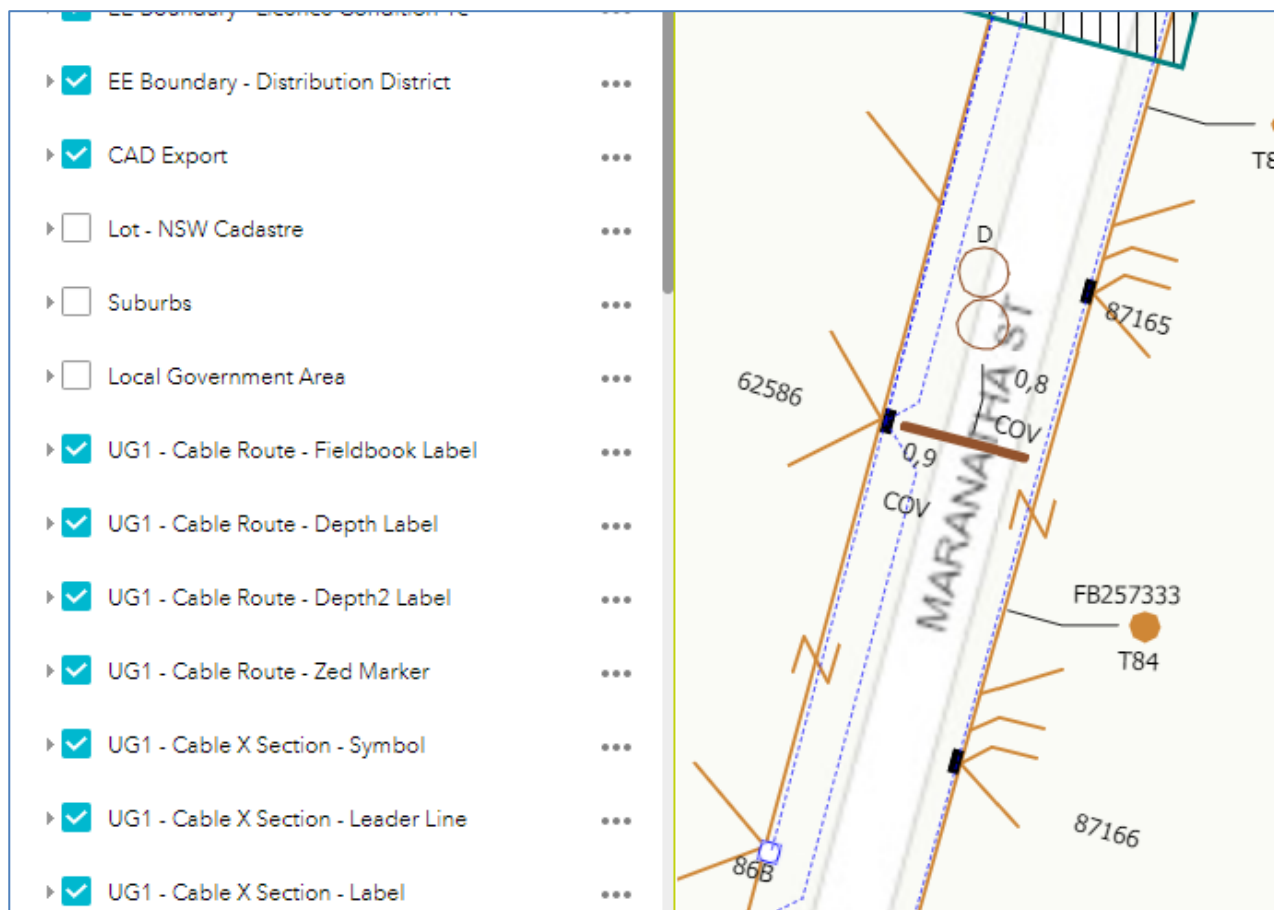 EE Boundary - Distribution District
CAD Export
Lot - NSW Cadastre
Suburbs
Local Government Area
UG1 - Cable Route - Fieldbook Label
UG1 - Cable Route - Depth Label
UG1 - Cable Route - Depth2 Label
UG1 - Cable Route - Zed Marker
UG1 - Cable X Section - Symbol
UG1 - Cable X Section - Leader Line
UG1 - Cable X Section - Label
D
87165
62586
0,8
COV
0,9
COV
MARANATHA ST
FB257333
T84
87166
86B